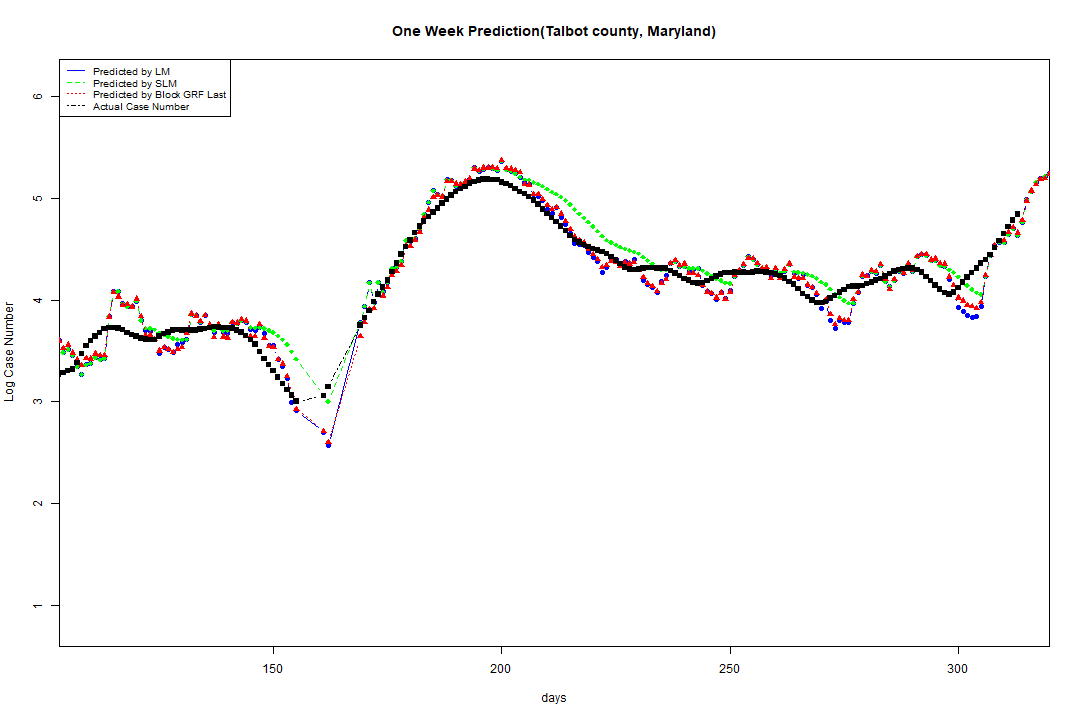 One Week Prediction(Talbot county, Maryland)
Predicted by LM
Predicted by SLM
Predicted by Block GRF Last
Actual Case Number
6
5
4
3
2
1
Log Case Number
150
200
250
300
days